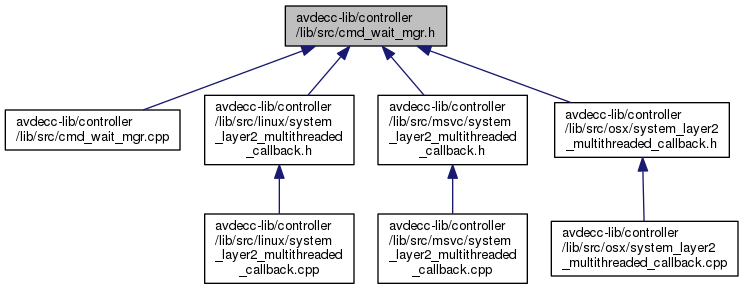 avdecc-lib/controller
/lib/src/cmd_wait_mgr.h
avdecc-lib/controller
/lib/src/cmd_wait_mgr.cpp
avdecc-lib/controller
/lib/src/linux/system
_layer2_multithreaded
_callback.h
avdecc-lib/controller
/lib/src/msvc/system
_layer2_multithreaded
_callback.h
avdecc-lib/controller
/lib/src/osx/system_layer2
_multithreaded_callback.h
avdecc-lib/controller
/lib/src/linux/system
_layer2_multithreaded
_callback.cpp
avdecc-lib/controller
/lib/src/msvc/system
_layer2_multithreaded
_callback.cpp
avdecc-lib/controller
/lib/src/osx/system_layer2
_multithreaded_callback.cpp